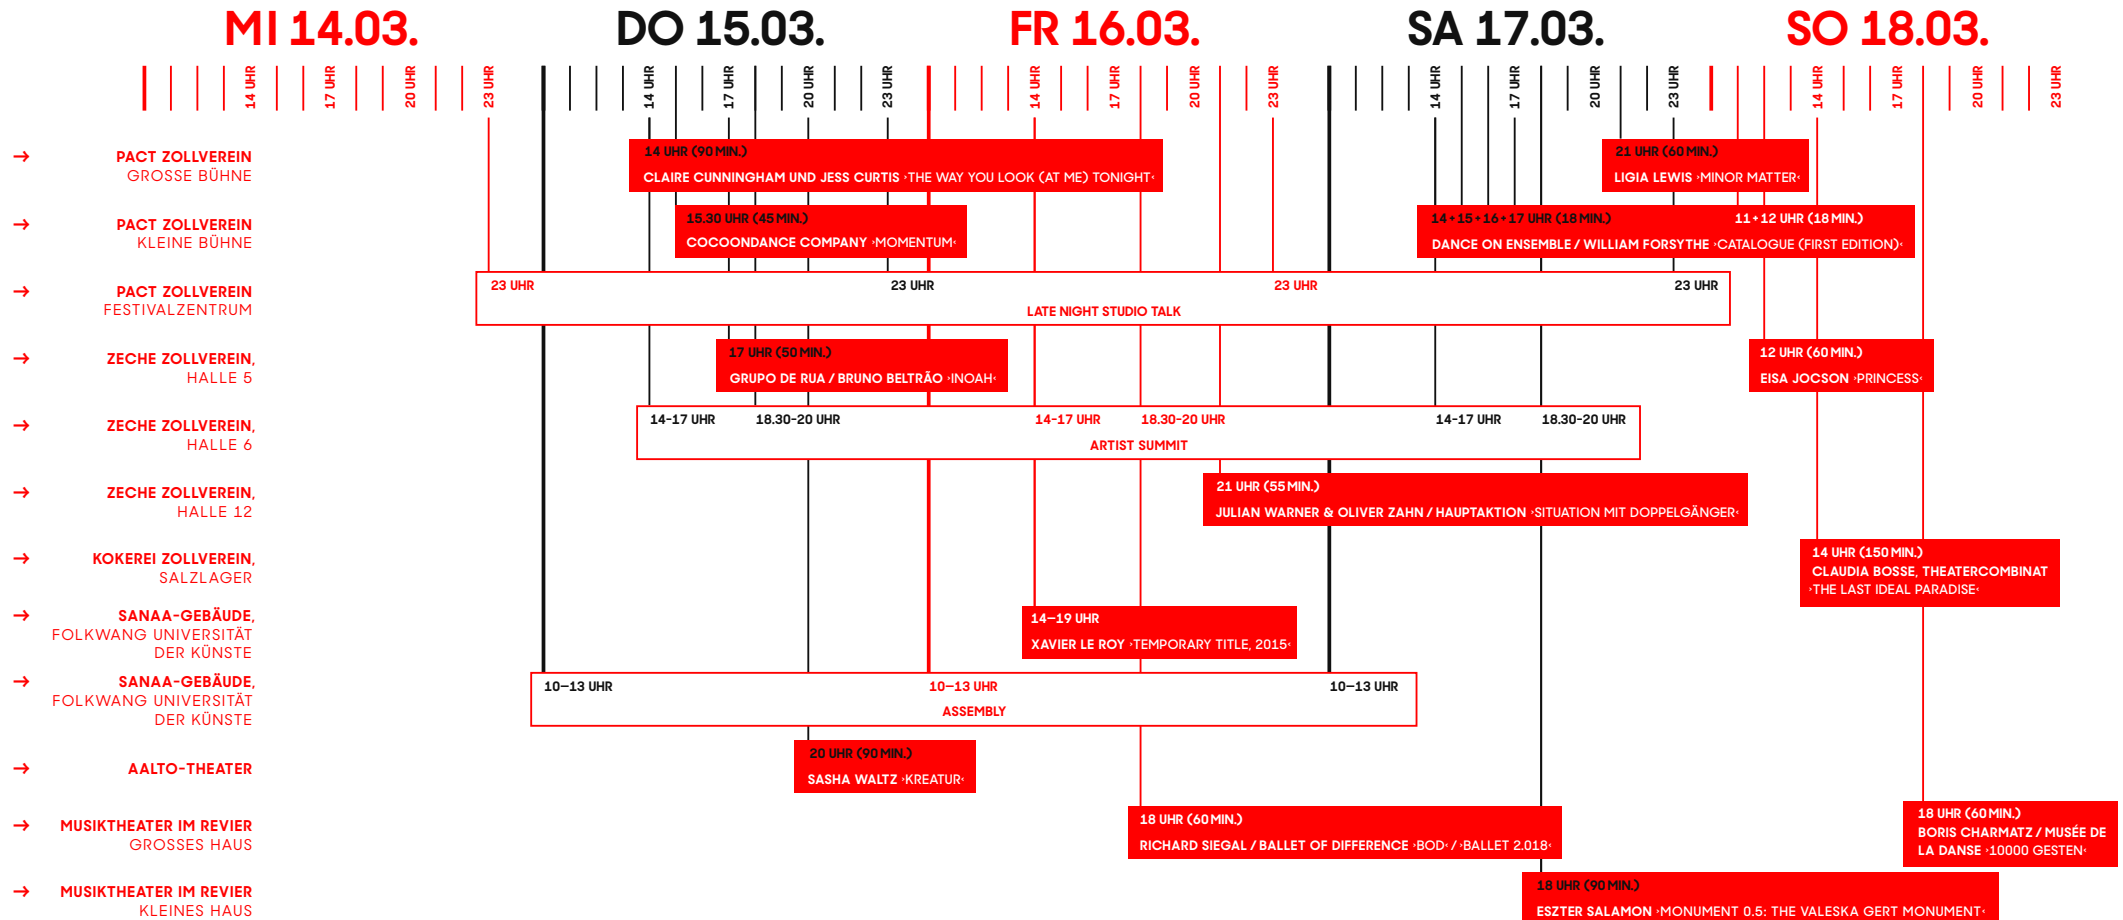 MI 14.03.
DO 15.03.
FR 16.03.
SA 17.03.
SO 18.03.
14 UHR
17 UHR
20 UHR
23 UHR
14 UHR
17 UHR
20 UHR
23 UHR
14 UHR
17 UHR
20 UHR
23 UHR
14 UHR
17 UHR
20 UHR
23 UHR
14 UHR
17 UHR
20 UHR
23 UHR
→ PACT ZOLLVEREIN
GROSSE BÜHNE
14 UHR (90 MIN.)
CLAIRE CUNNINGHAM UND JESS CURTIS ›THE WAY YOU LOOK (AT ME) TONIGHT‹
21 UHR (60 MIN.)
LIGIA LEWIS ›MINOR MATTER‹
→ PACT ZOLLVEREIN
KLEINE BÜHNE
15.30 UHR (45 MIN.)
COCOONDANCE COMPANY ›MOMENTUM‹
14+15+16+17 UHR (18 MIN.)
11+12 UHR (18 MIN.)
DANCE ON ENSEMBLE / WILLIAM FORSYTHE ›CATALOGUE (FIRST EDITION)‹
→ PACT ZOLLVEREIN
FESTIVALZENTRUM
23 UHR
23 UHR
23 UHR
23 UHR
LATE NIGHT STUDIO TALK
→ ZECHE ZOLLVEREIN,
HALLE 5
17 UHR (50 MIN.)
GRUPO DE RUA / BRUNO BELTRÃO ›INOAH‹
12 UHR (60 MIN.)
EISA JOCSON ›PRINCESS‹
→ ZECHE ZOLLVEREIN,
HALLE 6
14-17 UHR
18.30-20 UHR
14-17 UHR
18.30-20 UHR
14-17 UHR
18.30-20 UHR
ARTIST SUMMIT
→ ZECHE ZOLLVEREIN,
HALLE 12
21 UHR (55 MIN.)
JULIAN WARNER & OLIVER ZAHN / HAUPTAKTION ›SITUATION MIT DOPPELGÄNGER‹
→ KOKEREI ZOLLVEREIN,
SALZLAGER
14 UHR (150 MIN.)
CLAUDIA BOSSE, THEATERCOMBINAT
›THE LAST IDEAL PARADISE‹
→ SANAA-GEBÄUDE,
FOLKWANG UNIVERSITÄT
DER KÜNSTE
14—19 UHR
XAVIER LE ROY ›TEMPORARY TITLE, 2015‹
→ SANAA-GEBÄUDE,
FOLKWANG UNIVERSITÄT
DER KÜNSTE
10—13 UHR
10—13 UHR
10—13 UHR
ASSEMBLY
→ AALTO-THEATER
20 UHR (90 MIN.)
SASHA WALTZ ›KREATUR‹
→ MUSIKTHEATER IM REVIER
GROSSES HAUS
18 UHR (60 MIN.)
RICHARD SIEGAL / BALLET OF DIFFERENCE ›BOD‹ / ›BALLET 2.018‹
18 UHR (60 MIN.)
BORIS CHARMATZ / MUSÉE DE
LA DANSE ›10000 GESTEN‹
→ MUSIKTHEATER IM REVIER
KLEINES HAUS
18 UHR (90 MIN.)
ESZTER SALAMON ›MONUMENT 0.5: THE VALESKA GERT MONUMENT‹